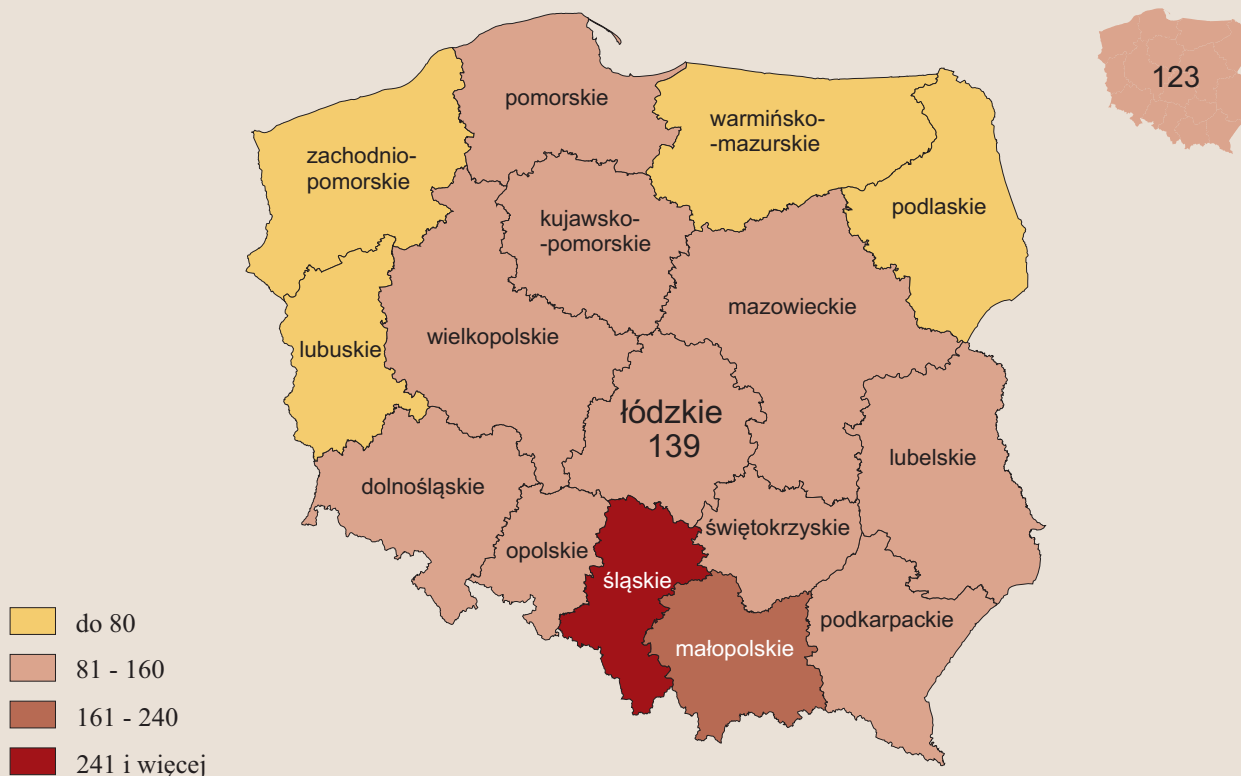 123
pomorskie
warmińsko-
-mazurskie
zachodnio-
pomorskie
podlaskie
kujawsko-
-pomorskie
mazowieckie
wielkopolskie
lubuskie
łódzkie
139
lubelskie
dolnośląskie
świętokrzyskie
opolskie
śląskie
podkarpackie
małopolskie
do 80
81 - 160
161 - 240
241 i więcej